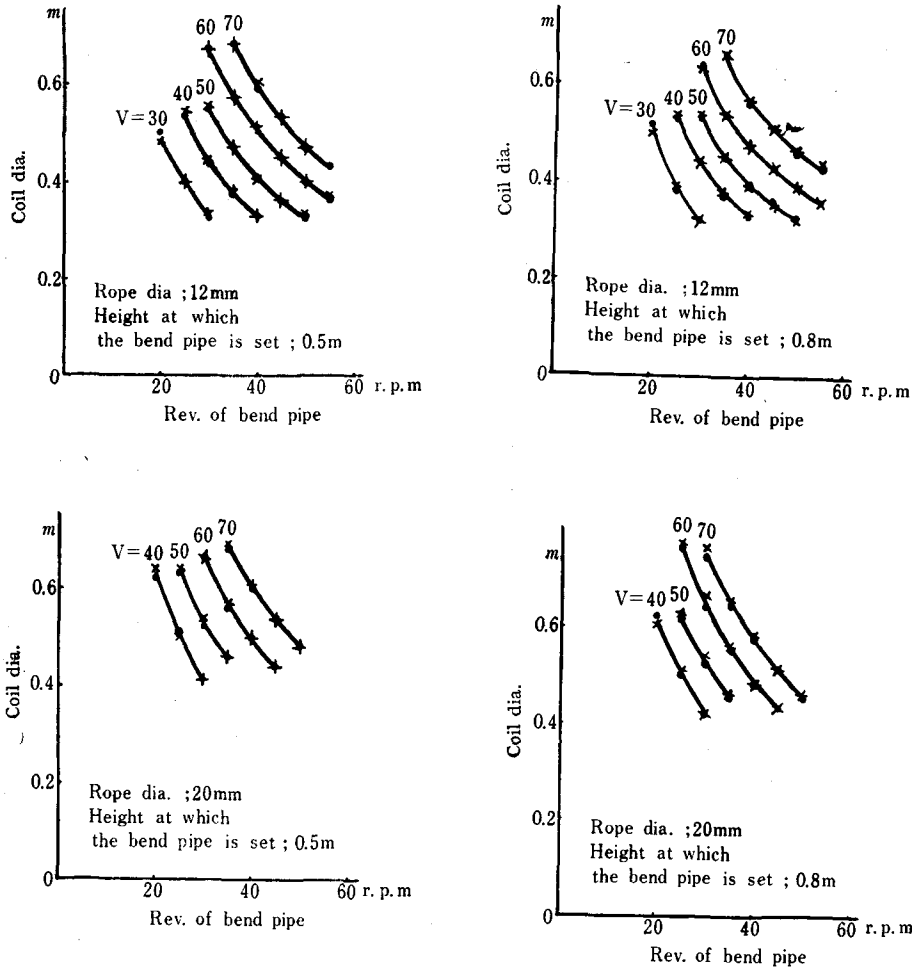 m
60 70
40 50
V=30
0.6
0.4
0.2
0
Coil dia.
Rope dia ;12mm
Height at which
the bend pipe is set ; 0.5m
20 40 60 r.p.m
Rev. of bend pipe
m
70
60
40 50
V=30
0.6
0.4
0.2
0
Coil dia.
Rope dia. ;12mm
Height at which
the bend pipe is set ; 0.8m
20 40 60 r.p.m
Rev. of bend pipe
m
70
60
V=40 50
0.6
0.4
0.2
0
Coil dia.
Rope dia. ;20mm
Height at which
the bend pipe is set ; 0.5m
20 40 60 r.p.m
Rev. of bend pipe
m
60 70
50
V=40
0.6
0.4
0.2
0
Coil dia.
Rope dia. ;20mm
Height at which
the bend pipe is set ; 0.8m
20 40 60 r.p.m
Rev. of bend pipe